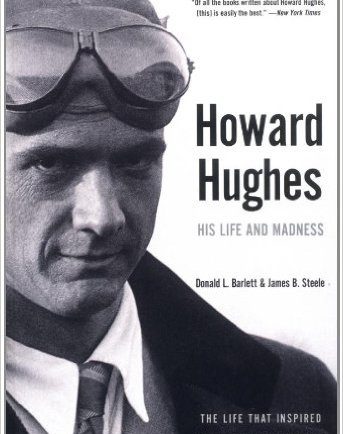 "Of all the books written about Howard Hughes,
[this] is easily the best." —New York Times
Howard
Hughes
HIS LIFE AND MADNESS
Donald L. Barlett & James B. Steele
THE LIFE THAT INSPIRED